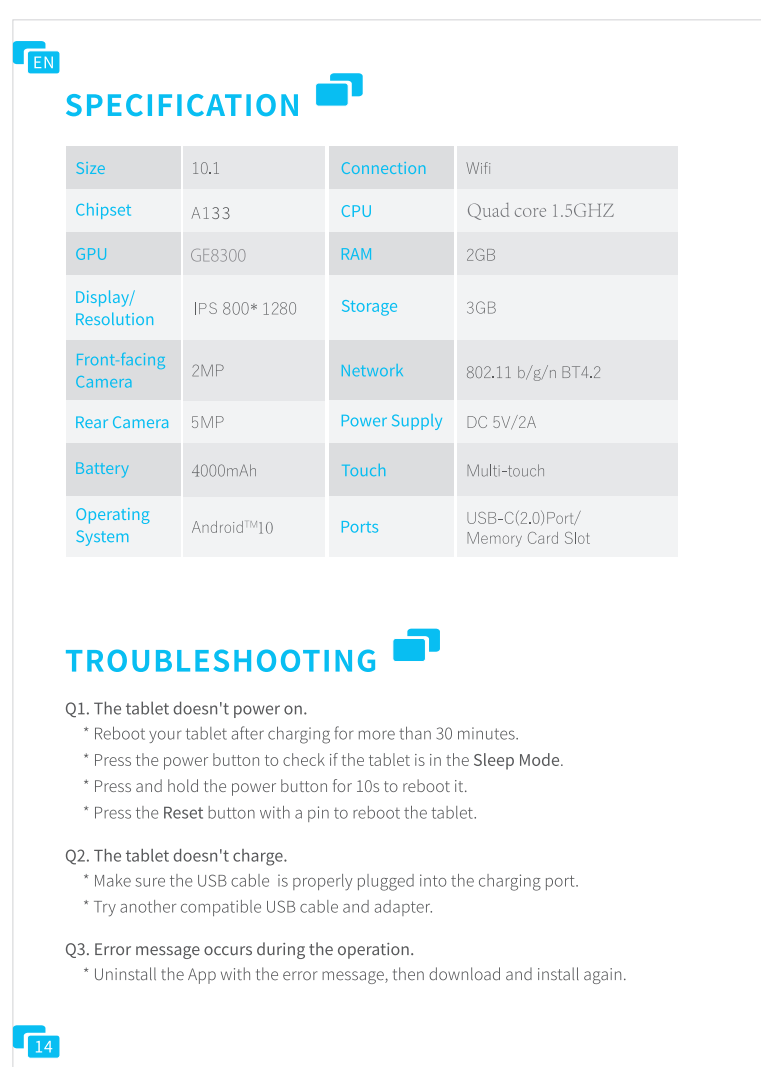 EN
SPECIFICATION
Size 10.1 Connection Wifi
Chipset A133 CPU Quad core 1.5GHZ
GPU GE8300 RAM 2GB
Display/
Resolution IPS 800* 1280 Storage 3GB
Front-facing
Camera 2MP Network 802.11 b/g/n BT4.2
Rear Camera 5MP Power Supply DC 5V/2A
Battery 4000mAh Touch Multi-touch
Operating
System Android™10 Ports USB-C(2.0)Port/
Memory Card Slot
TROUBLESHOOTING
Q1. The tablet doesn't power on.
* Reboot your tablet after charging for more than 30 minutes.
* Press the power button to check if the tablet is in the Sleep Mode.
* Press and hold the power button for 10s to reboot it.
* Press the Reset button with a pin to reboot the tablet.
Q2. The tablet doesn't charge.
* Make sure the USB cable  is properly plugged into the charging port.
* Try another compatible USB cable and adapter.
Q3. Error message occurs during the operation.
* Uninstall the App with the error message, then download and install again.
14